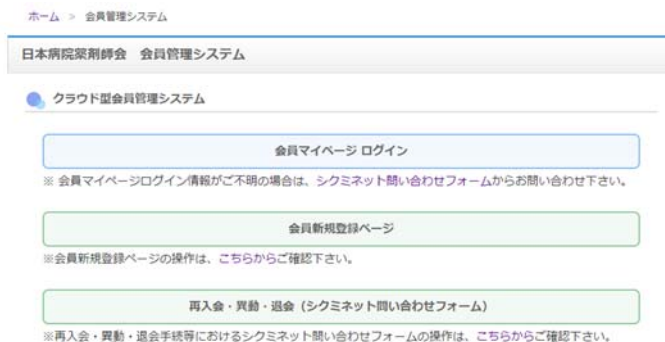 ホーム > 会員管理システム
日本病院薬剤師会 会員管理システム
クラウド型会員管理システム
会員マイページ ログイン
※ 会員マイページログイン情報がご不明の場合は、シクミネット問い合わせフォームからお問い合わせ下さい。
会員新規登録ページ
※会員新規登録ページの操作は、こちらからご確認下さい。
再入会・異動・退会（シクミネット問い合わせフォーム）
※再入会・異動・退会手続等におけるシクミネット問い合わせフォームの操作は、こちらからご確認下さい。